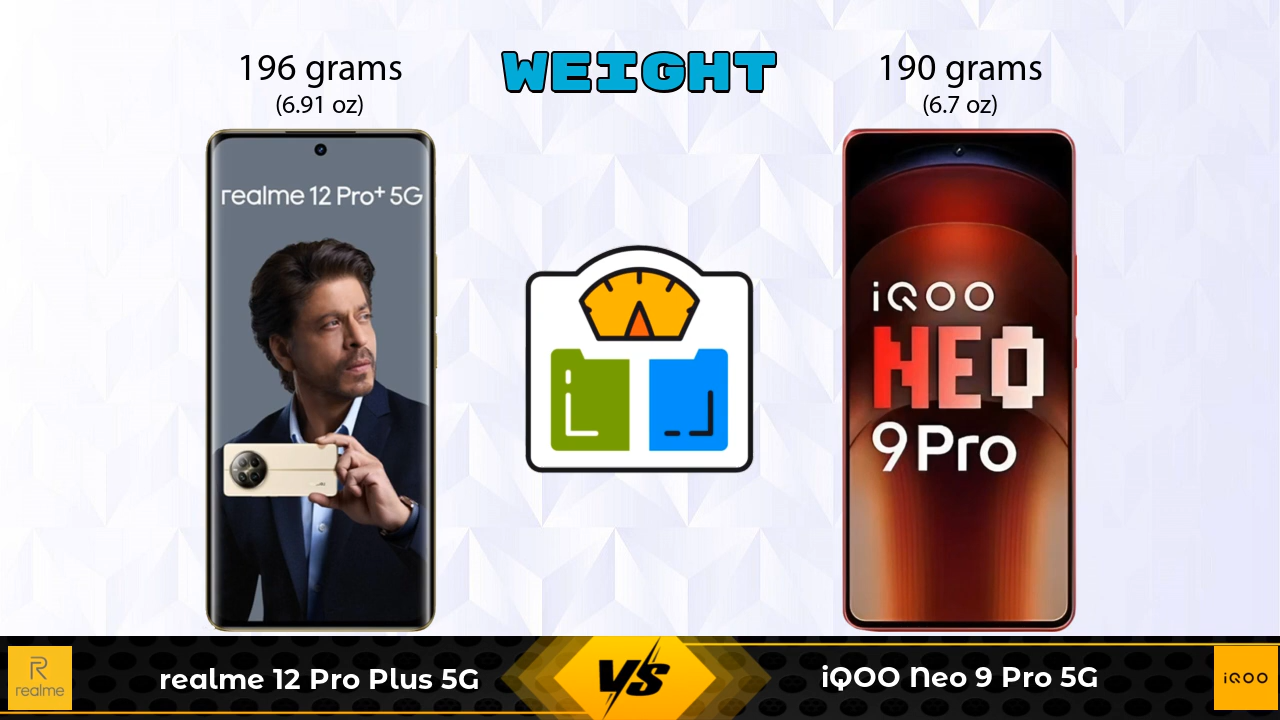 196 grams
(6.91 oz)
WEIGHT
190 grams
(6.7 oz)
realme 12 Pro+ 5G
iQOO
NEO
9 Pro
R
realme
realme 12 Pro Plus 5G
VS
iQOO Neo 9 Pro 5G
iQOO